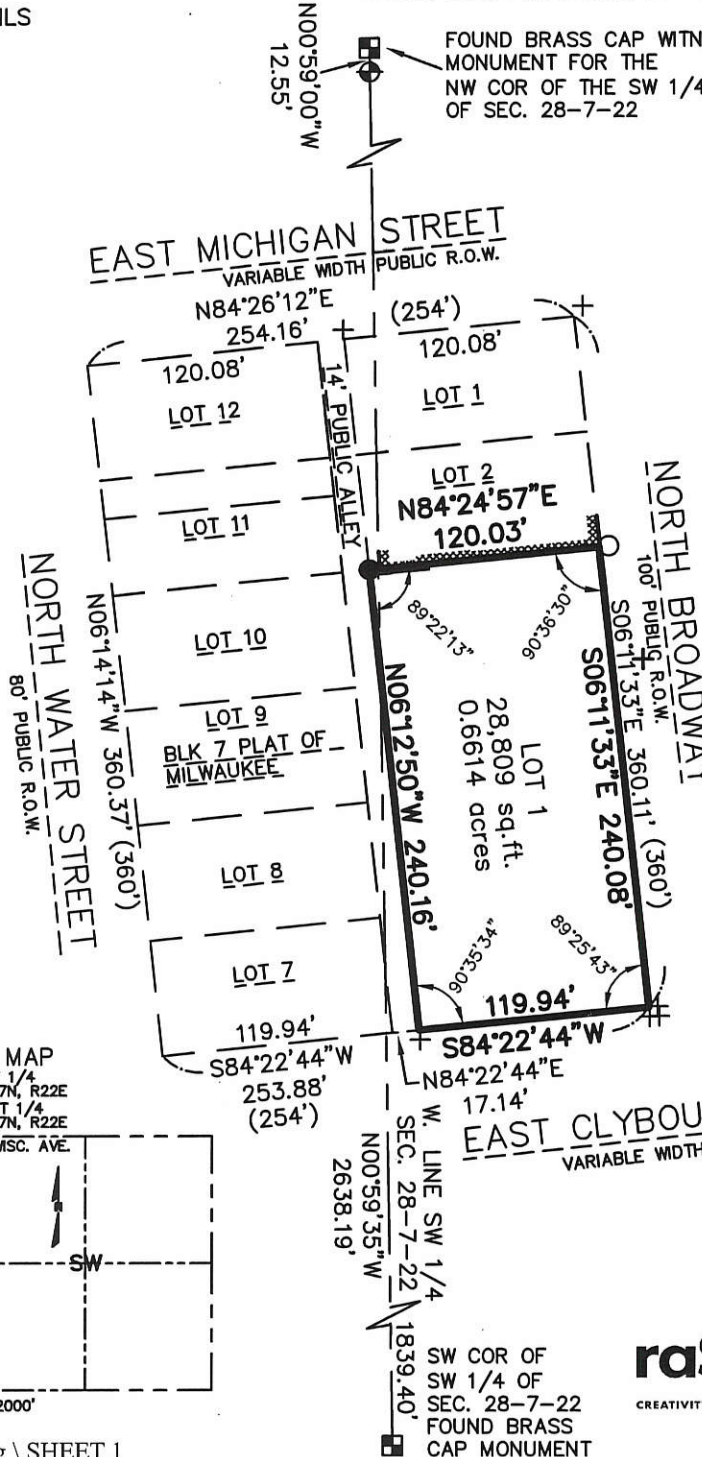 ILS
N00°59'00"W
12.55'
FOUND BRASS CAP WITN
MONUMENT FOR THE
NW COR OF THE SW 1/4
OF SEC. 28-7-22
EAST MICHIGAN STREET
VARIABLE WIDTH PUBLIC R.O.W.
N84°26'12"E
254.16'
(254')
120.08'
120.08'
LOT 12
14' PUBLIC ALLEY
LOT 1
LOT 2
N84°24'57"E
120.03'
LOT 11
LOT 10
LOT 9
BLK 7 PLAT OF
MILWAUKEE
LOT 8
LOT 7
NORTH WATER STREET
80' PUBLIC R.O.W.
N06°14'14"W 360.37' (360')
NORTH BROADWAY
100' PUBLIC R.O.W.
S06°11'33"E 360.11' (360')
S06°11'33"E 240.08'
N06°12'50"W 240.16'
89°22'13"
90°36'30"
LOT 1
28,809 sq.ft.
0.6614 acres
90°35'34"
89°25'43"
119.94'
S84°22'44"W
119.94'
S84°22'44"W
253.88'
(254')
N84°22'44"E
17.14'
EAST CLYBOU
VARIABLE WIDTH
W. LINE SW 1/4
SEC. 28-7-22
N00°59'35"W
2638.19'
1839.40'
SW COR OF
SW 1/4 OF
SEC. 28-7-22
FOUND BRASS
CAP MONUMENT
MAP
1/4
7N, R22E
T 1/4
7N, R22E
MSC. AVE.
SW
2000'
ra
CREATIVIT
g \ SHEET 1